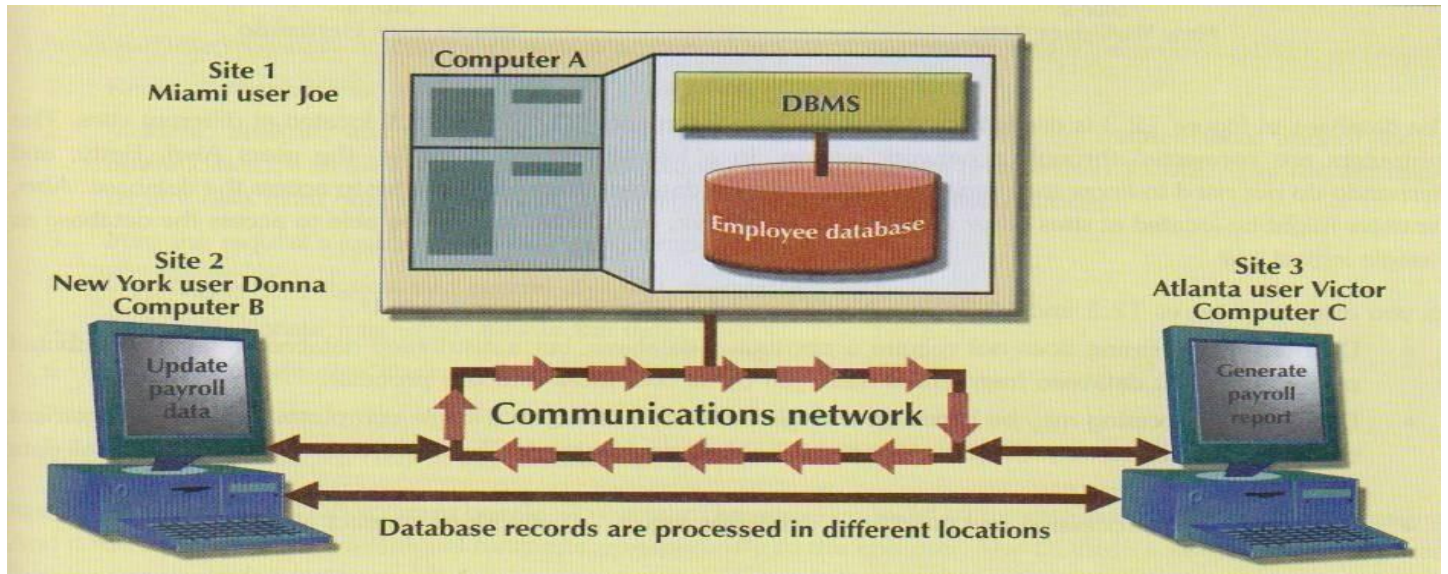 Computer A
Site 1
Miami user Joe
DBMS
Employee database
Site 2
New York user Donna
Computer B
Site 3
Atlanta user Victor
Computer C
Update
payroll
data
Generate
payroll
report
Communications network
Database records are processed in different locations